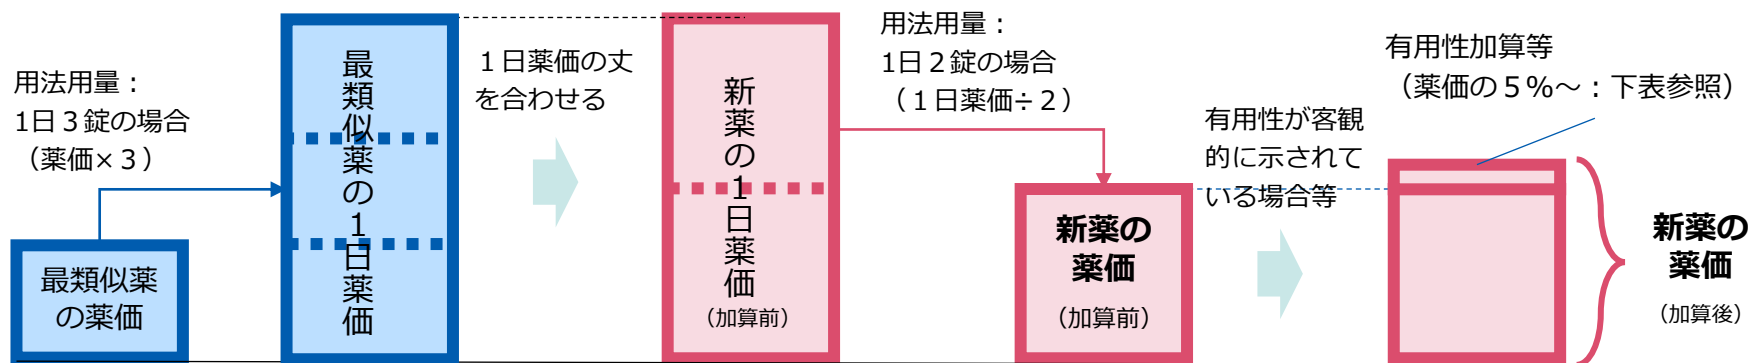 用法用量：
1日３錠の場合
（薬価×３）
最類似薬
の薬価
最類似薬の１日薬価
１日薬価の丈
を合わせる
新薬の１日薬価
（加算前）
用法用量：
1日２錠の場合
（１日薬価÷２）
新薬の
薬価
（加算前）
有用性が客観
的に示されて
いる場合等
有用性加算等
（薬価の５%～：下表参照）
新薬の
薬価
（加算後）